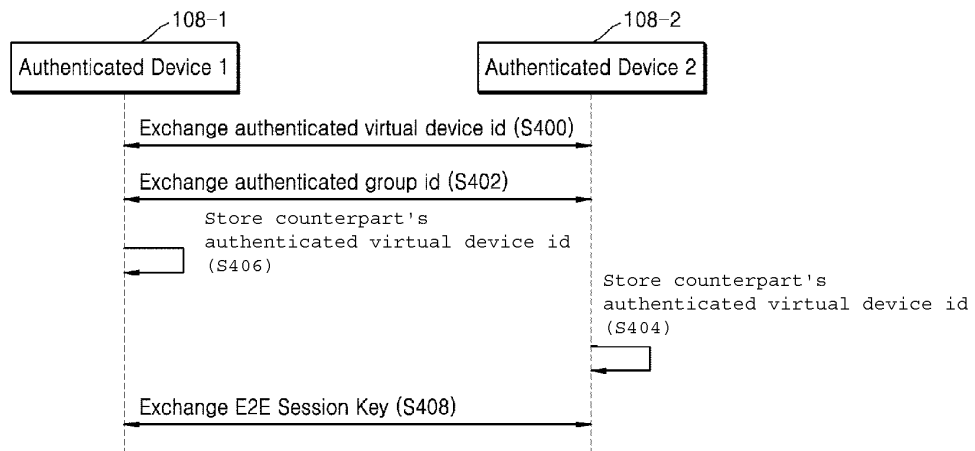 108-1
108-2
Authenticated Device 1
Authenticated Device 2
Exchange authenticated virtual device id (S400)
Exchange authenticated group id (S402)
Store counterpart's
authenticated virtual device id
(S406)
Store counterpart's
authenticated virtual device id
(S404)
Exchange E2E Session Key (S408)